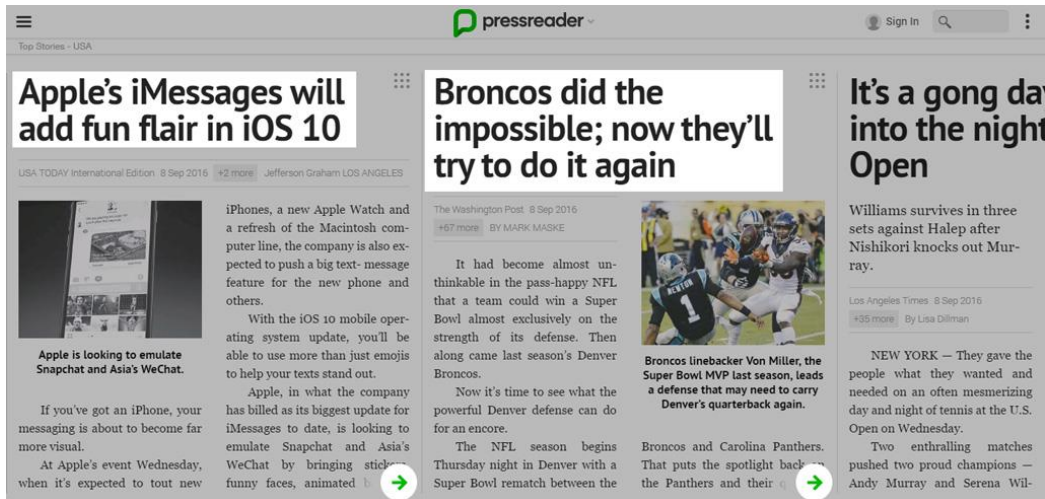 pressreader
Sign In
Top Stories - USA
Apple's iMessages will
add fun flair in iOS 10
USA TODAY International Edition 8 Sep 2016 +2 more Jefferson Graham LOS ANGELES
Apple is looking to emulate
Snapchat and Asia's WeChat.
If you've got an iPhone, your
messaging is about to become far
more visual.
At Apple's event Wednesday,
when it's expected to tout new
iPhones, a new Apple Watch and
a refresh of the Macintosh com-
puter line, the company is also ex-
pected to push a big text- message
feature for the new phone and
others.
With the iOS 10 mobile oper-
ating system update, you'll be
able to use more than just emojis
to help your texts stand out.
Apple, in what the company
has billed as its biggest update for
iMessages to date, is looking to
emulate Snapchat and Asia's
WeChat by bringing
funny faces, animated
Broncos did the
impossible; now they'll
try to do it again
The Washington Post 8 Sep 2016
+67 more BY MARK MASKE
It had become almost un-
thinkable in the pass-happy NFL
that a team could win a Super
Bowl almost exclusively on the
strength of its defense. Then
along came last season's Denver
Broncos.
Now it's time to see what the
powerful Denver defense can do
for an encore.
The NFL season begins
Thursday night in Denver with a
Super Bowl rematch between the
NEWTON
1
Broncos linebacker Von Miller, the
Super Bowl MVP last season, leads
a defense that may need to carry
Denver's quarterback again.
Broncos and Carolina Panthers.
That puts the spotlight back
the Panthers and their
It's a gong da
into the night
Open
Williams survives in three
sets against Halep after
Nishikori knocks out Mur-
ray.
Los Angeles Times 8 Sep 2016
+35 more By Lisa Dillman
NEW YORK — They gave the
people what they wanted and
needed on an often mesmerizing
day and night of tennis at the U.S.
Open on Wednesday.
Two enthralling matches
pushed two proud champions —
Andy Murray and Serena Wil-